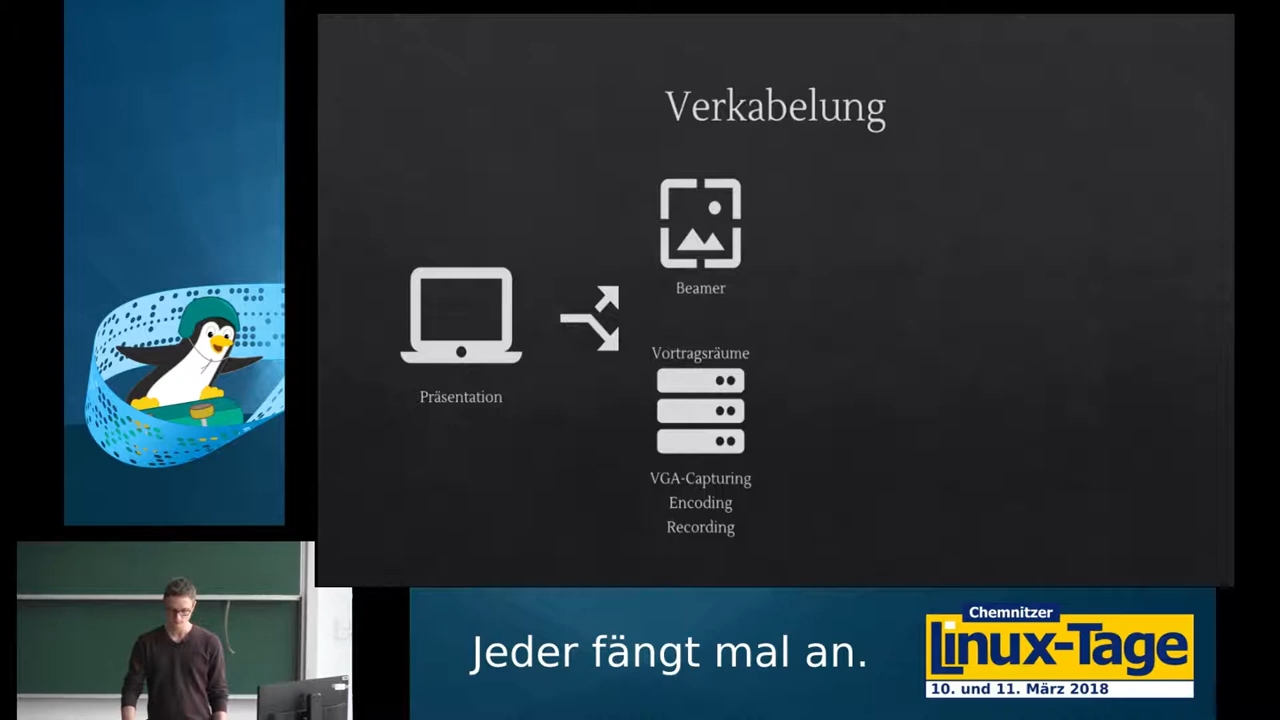 Verkabelung
Beamer
Präsentation
Vortragsräume
VGA-Capturing
Encoding
Recording
Jeder fängt mal an.
Chemnitzer
Linux-Tage
10. und 11. März 2018